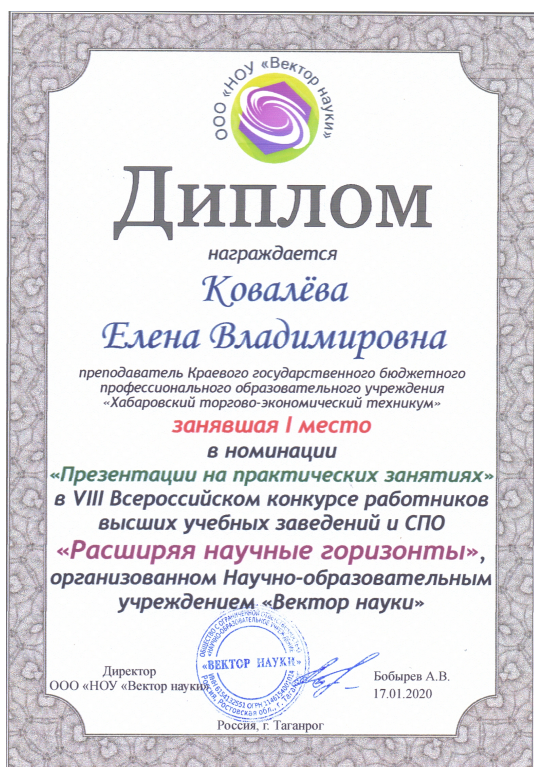 ООО «НОУ «Вектор науки»
Диплом
награждается
Ковалёва
Елена Владимировна
преподаватель Краевого государственного бюджетного
профессионального образовательного учреждения
«Хабаровский торгово-экономический техникум»
занявшая I место
в номинации
«Презентации на практических занятиях»
в VIII Всероссийском конкурсе работников
высших учебных заведений и СПО
«Расширяя научные горизонты»,
организованном Научно-образовательным
учреждением «Вектор науки»
«ВЕКТОР НАУКИ»
Директор
ООО «НОУ «Вектор науки»
Бобырев А.В.
17.01.2020
Россия, г. Таганрог